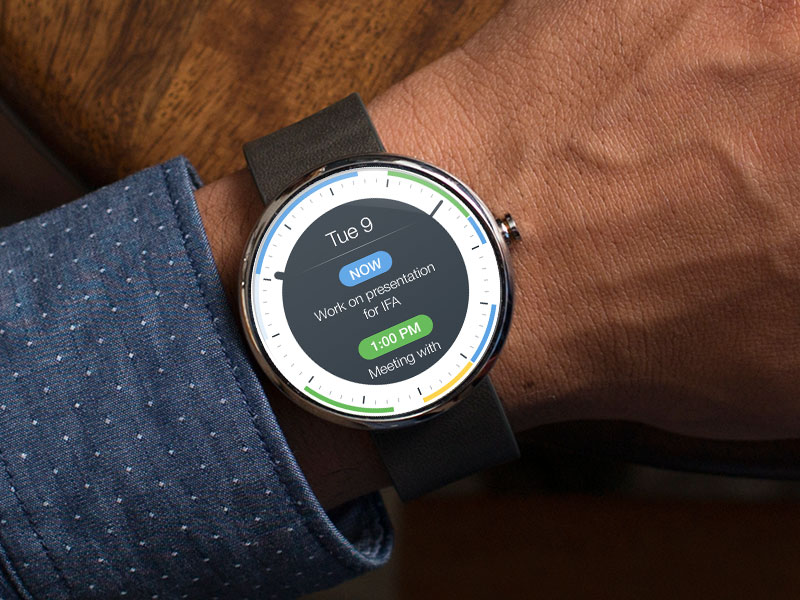 Tue 9
NOW
Work on presentation
for IFA
1:00 PM
Meeting with